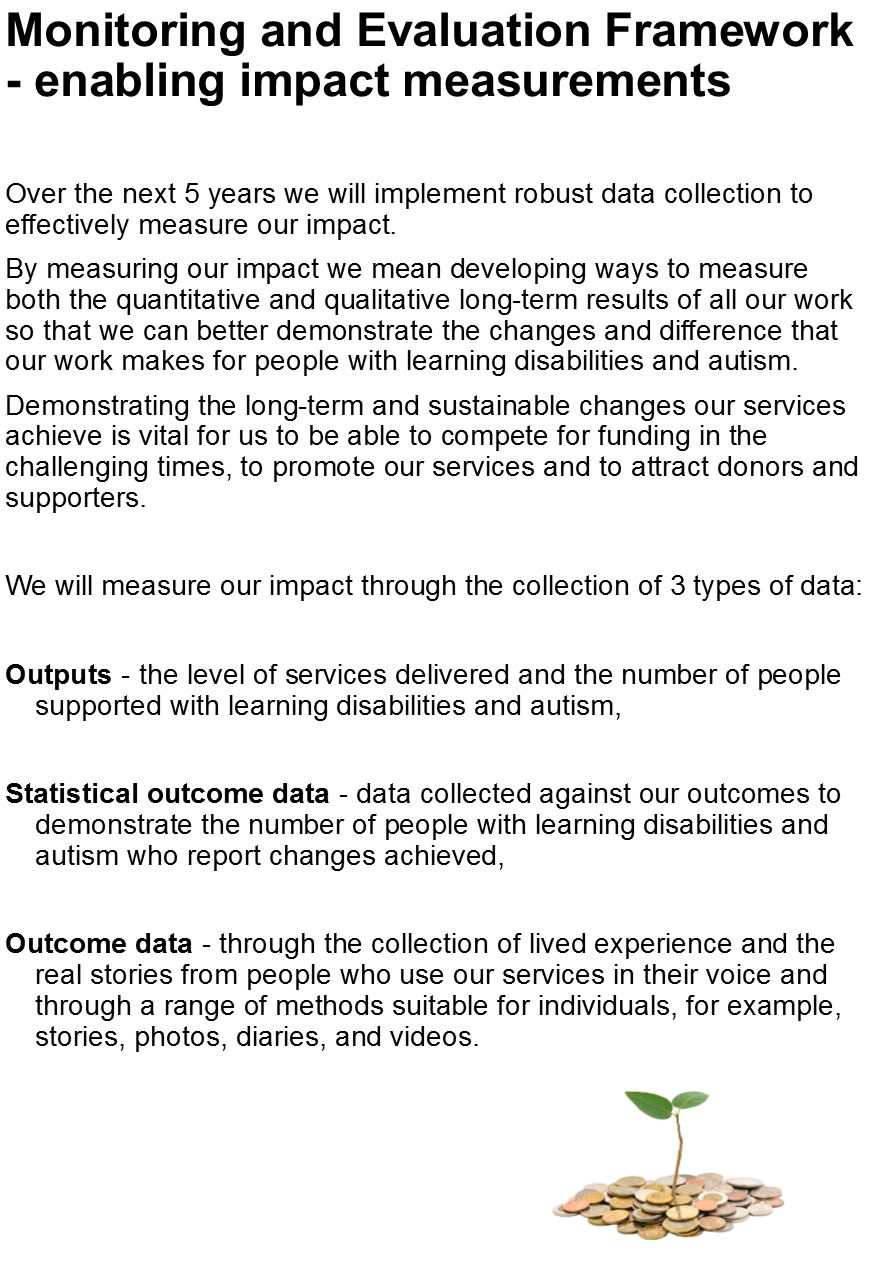 Monitoring and Evaluation Framework
- enabling impact measurements
Over the next 5 years we will implement robust data collection to
effectively measure our impact.
By measuring our impact we mean developing ways to measure
both the quantitative and qualitative long-term results of all our work
so that we can better demonstrate the changes and difference that
our work makes for people with learning disabilities and autism.
Demonstrating the long-term and sustainable changes our services
achieve is vital for us to be able to compete for funding in the
challenging times, to promote our services and to attract donors and
supporters.
We will measure our impact through the collection of 3 types of data:
Outputs - the level of services delivered and the number of people
supported with learning disabilities and autism,
Statistical outcome data - data collected against our outcomes to
demonstrate the number of people with learning disabilities and
autism who report changes achieved,
Outcome data - through the collection of lived experience and the
real stories from people who use our services in their voice and
through a range of methods suitable for individuals, for example,
stories, photos, diaries, and videos.